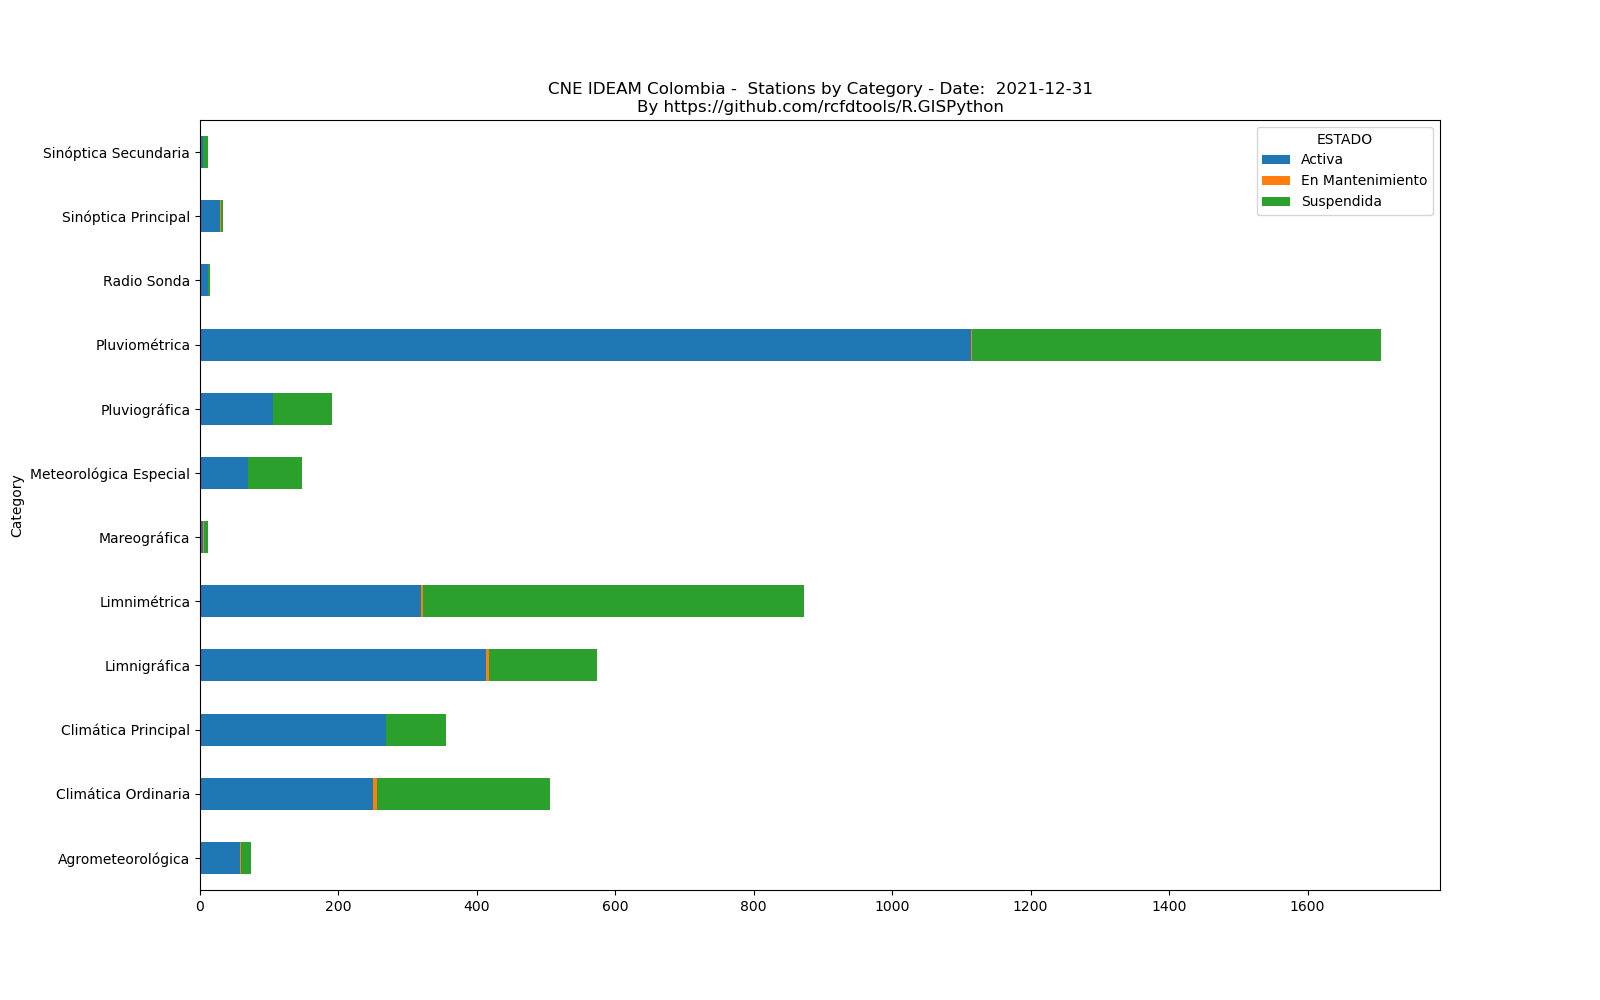 CNE IDEAM Colombia -  Stations by Category - Date:  2021-12-31
By https://github.com/rcfdtools/R.GISPython
ESTADO
Activa
En Mantenimiento
Suspendida
Category
Sinóptica Secundaria
Sinóptica Principal
Radio Sonda
Pluviométrica
Pluviográfica
Meteorológica Especial
Mareográfica
Limnimétrica
Limnigráfica
Climática Principal
Climática Ordinaria
Agrometeorológica
0 200 400 600 800 1000 1200 1400 1600